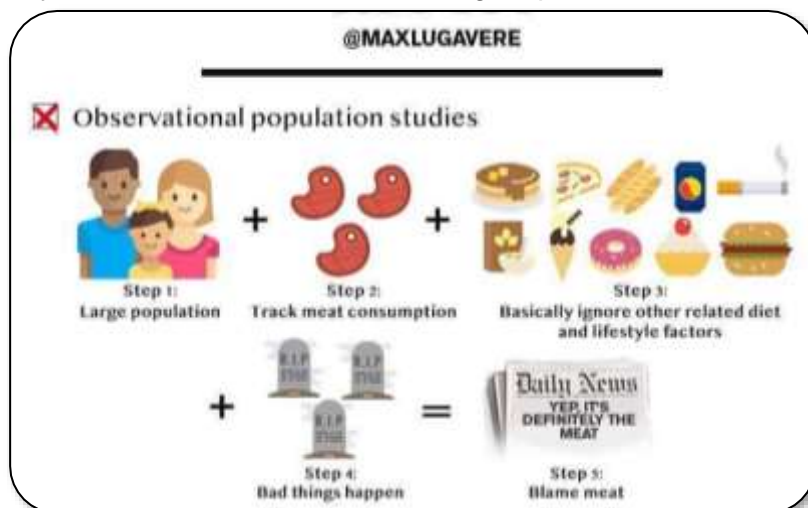 @MAXLUGAVERE
Observational population studies
Step 1:
Large population
Step 2:
Track meat consumption
Step 3:
Basically ignore other related diet
and lifestyle factors
R.I.P
R.I.P
R.I.P
Step 4:
Bad things happen
Daily News
YEP, IT'S
DEFINITELY THE
MEAT
Step 5:
Blame meat